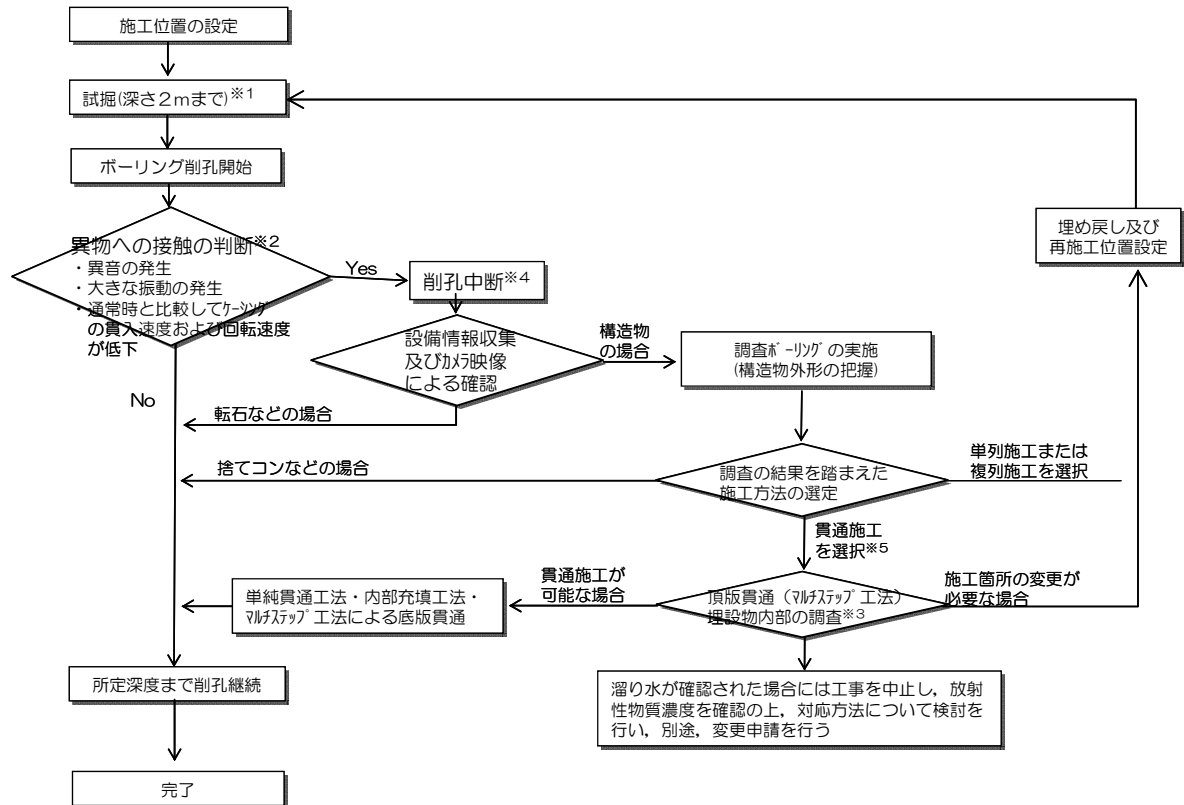 施工位置の設定
試掘(深さ２ｍまで)※1
ボーリング削孔開始
異物への接触の判断※2
・異音の発生
・大きな振動の発生
・通常時と比較してｹｰｼﾝｸﾞ
の貫入速度および回転速度
が低下
Yes
削孔中断※4
設備情報収集
及びｶﾒﾗ映像
による確認
構造物
の場合
調査ﾎﾞｰﾘﾝｸﾞの実施
(構造物外形の把握)
埋め戻し及び
再施工位置設定
No
転石などの場合
捨てコンなどの場合
調査の結果を踏まえた
施工方法の選定
単列施工または
複列施工を選択
貫通施工
を選択※5
単純貫通工法・内部充填工法・
ﾏﾙﾁｽﾃｯﾌﾟ工法による底版貫通
貫通施工が
可能な場合
頂版貫通（ﾏﾙﾁｽﾃｯﾌﾟ工法）
埋設物内部の調査※3
施工箇所の変更が
必要な場合
所定深度まで削孔継続
溜り水が確認された場合には工事を中止し，放射
性物質濃度を確認の上，対応方法について検討を
行い，別途，変更申請を行う
完了